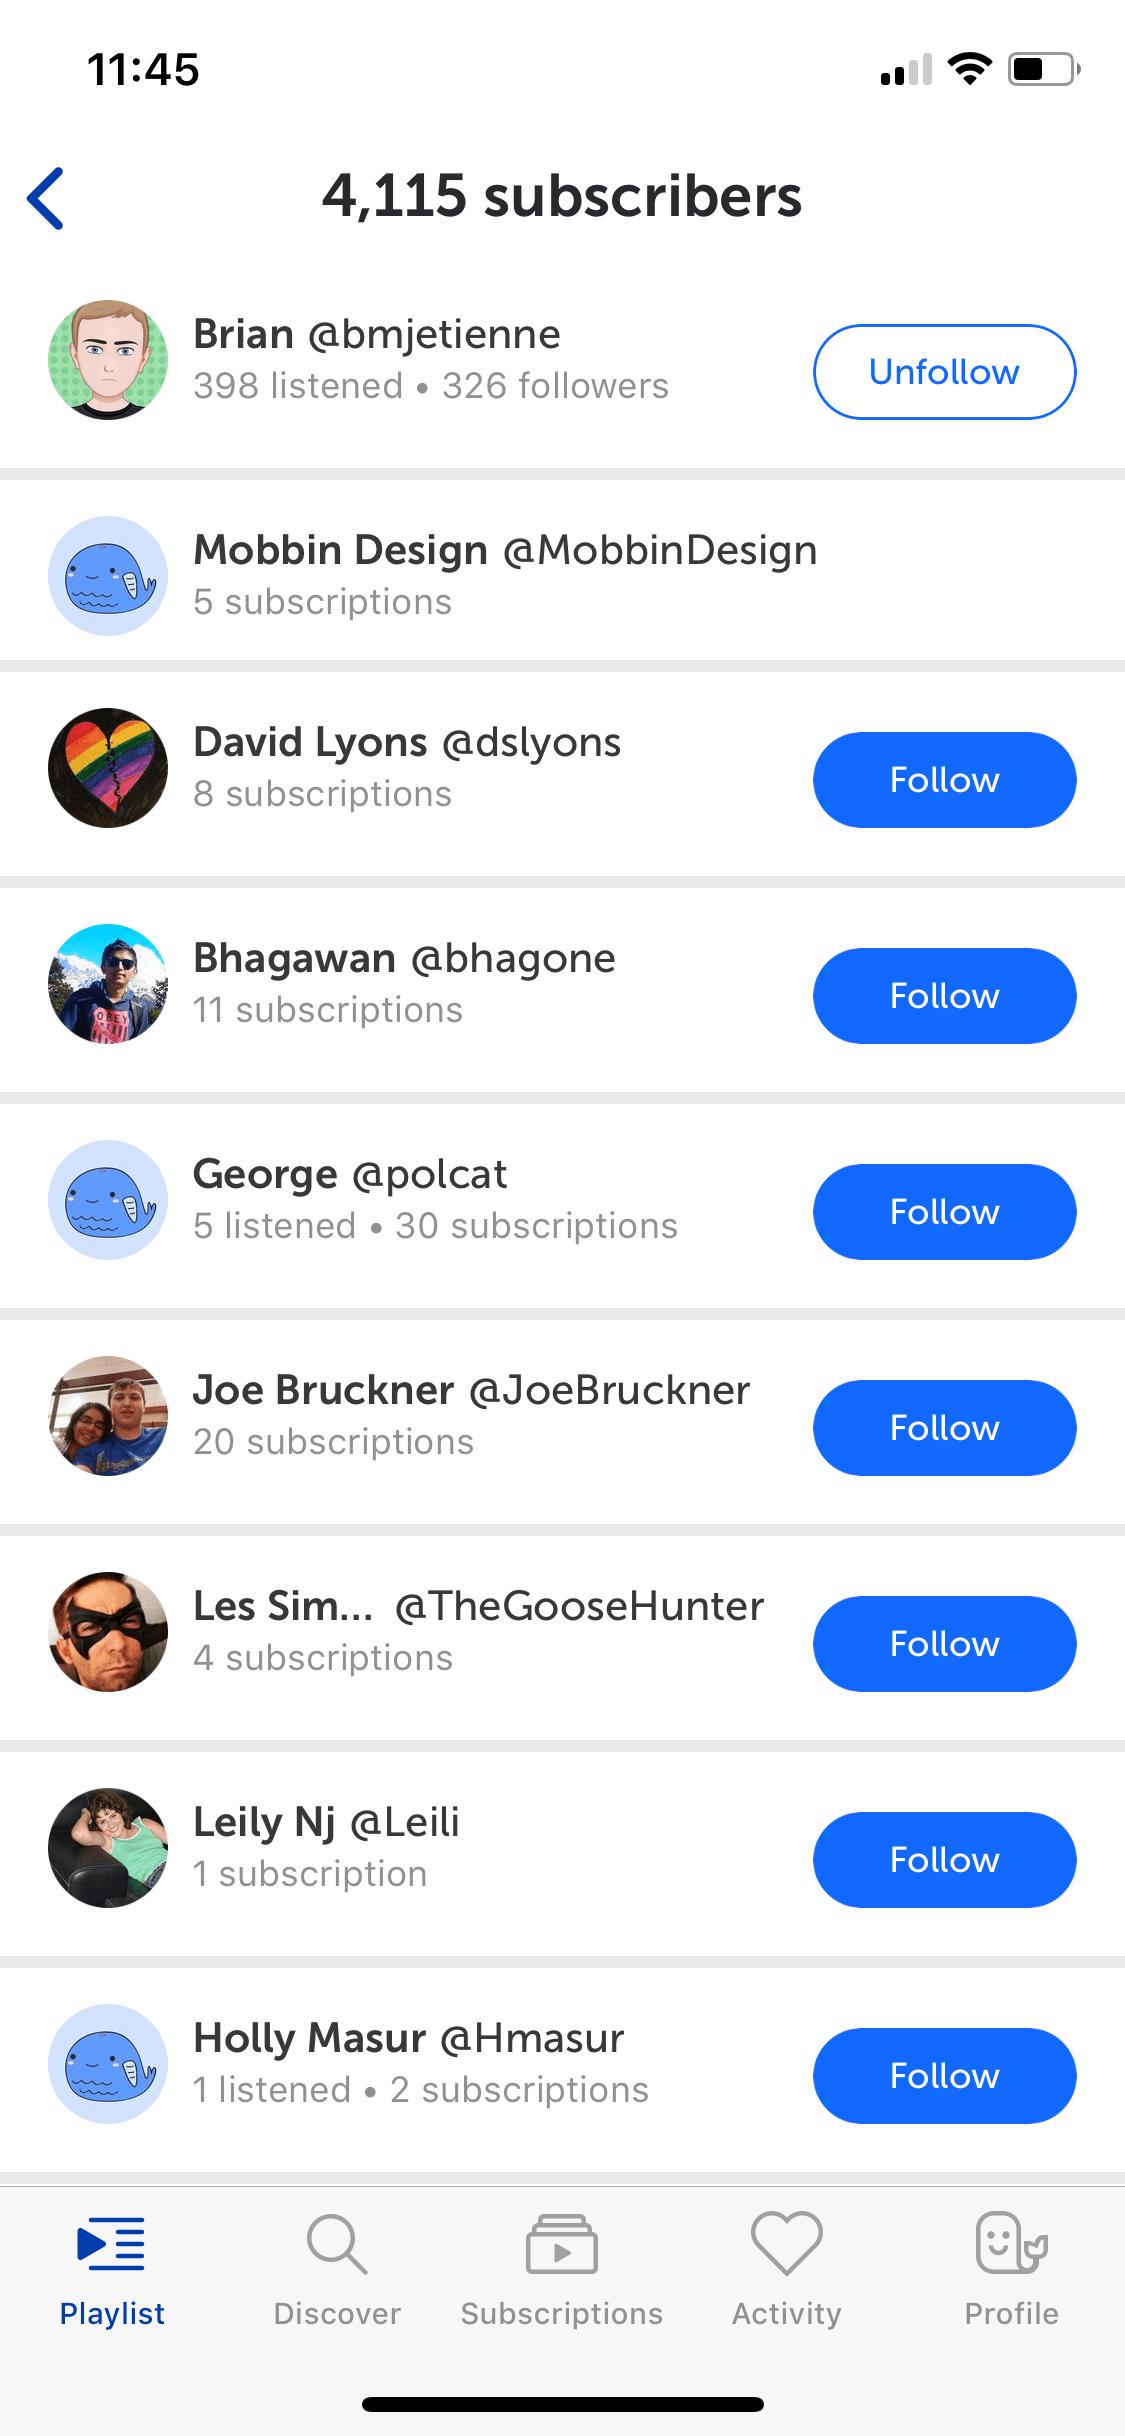 11:45
4,115 subscribers
Brian @bmjetienne
398 listened • 326 followers
Unfollow
Mobbin Design @MobbinDesign
5 subscriptions
David Lyons @dslyons
8 subscriptions
Follow
Bhagawan @bhagone
11 subscriptions
Follow
OBEY
George @polcat
5 listened • 30 subscriptions
Follow
Joe Bruckner @JoeBruckner
20 subscriptions
Follow
Les Sim... @TheGooseHunter
4 subscriptions
Follow
Leily Nj @Leili
1 subscription
Follow
Holly Masur @Hmasur
1 listened • 2 subscriptions
Follow
Playlist
Discover
Subscriptions
Activity
Profile